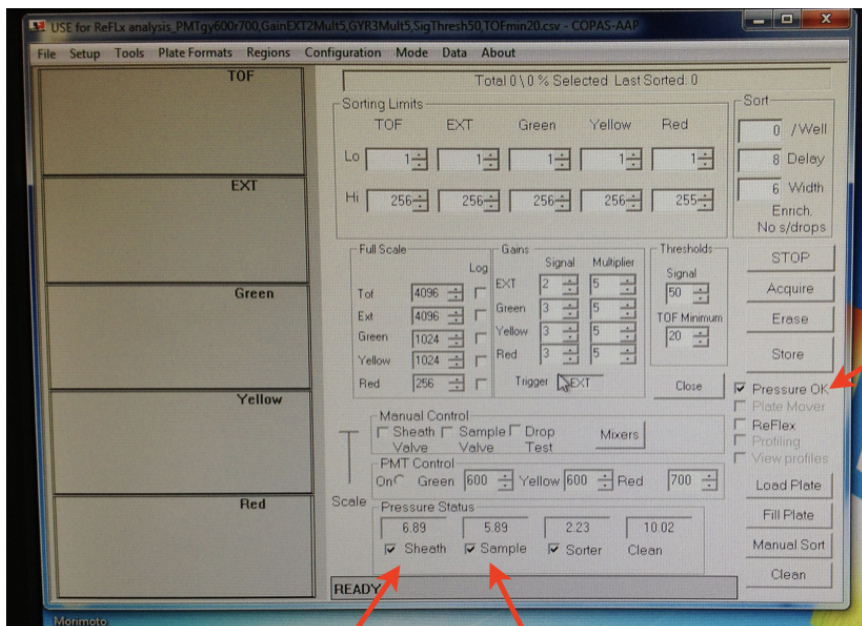 USE for ReFLx analysis_PMTgy600r700,GainEXT2Mult5,GYR3Mult5,SigThresh50,TOFmin20.csv - COPAS-AAP
File Setup Tools Plate Formats Regions Configuration Mode Data About
TOF
EXT
Green
Yellow
Red
Total 0 \ 0 % Selected Last Sorted: 0
Sorting Limits
TOF EXT Green Yellow Red
Lo 1 1 1 1 1
Hi 256 256 256 256 255
Sort
0 /Well
8 Delay
6 Width
Enrich.
No s/drops
Full Scale
Log
Tof 4096
Ext 4096
Green 1024
Yellow 1024
Red 256
Gains
Signal Multiplier
EXT 2 5
Green 3 5
Yellow 3 5
Red 3 5
Trigger EXT
Thresholds
Signal
50
TOF Minimum
20
Close
STOP
Acquire
Erase
Store
Pressure OK
Plate Mover
ReFlex
Profiling
View profiles
Load Plate
Fill Plate
Manual Sort
Clean
Manual Control
Sheath Valve
Sample Valve
Drop Test
Mixers
PMT Control
On Green 600 Yellow 600 Red 700
Scale
Pressure Status
6.89 5.89 2.23 10.02
Sheath Sample Sorter Clean
READY
Morimoto